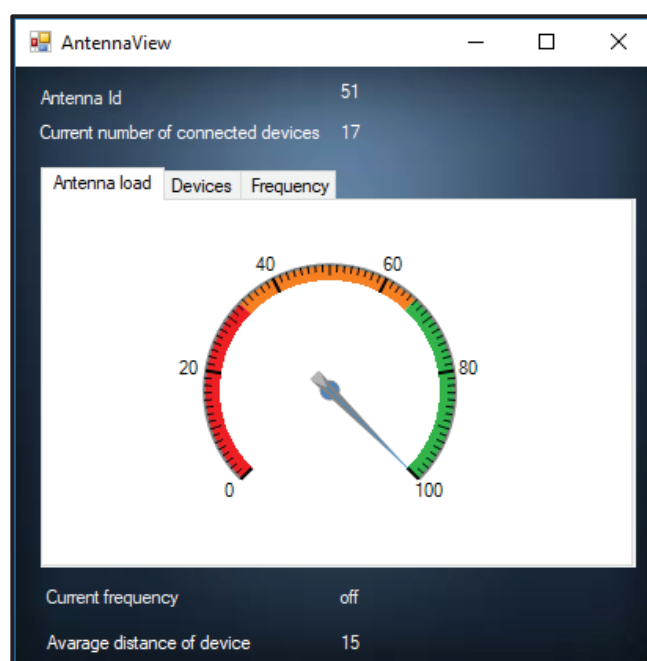 AntennaView
Antenna Id 51
Current number of connected devices 17
Antenna load Devices Frequency
40 60
20 80
0 100
Current frequency off
Avarage distance of device 15